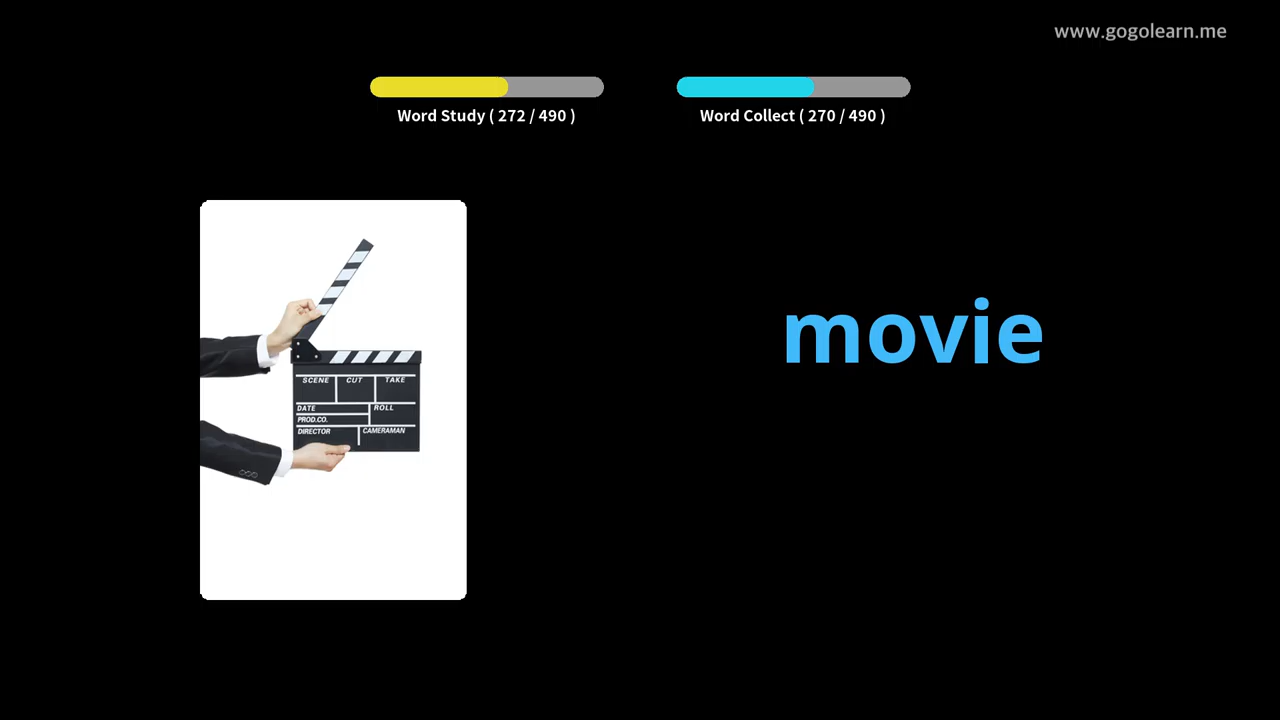 www.gogolearn.me
Word Study ( 272 / 490 )
Word Collect ( 270 / 490 )
movie
SCENE CUT TAKE
DATE ROLL
PROD.CO.
DIRECTOR CAMERAMAN